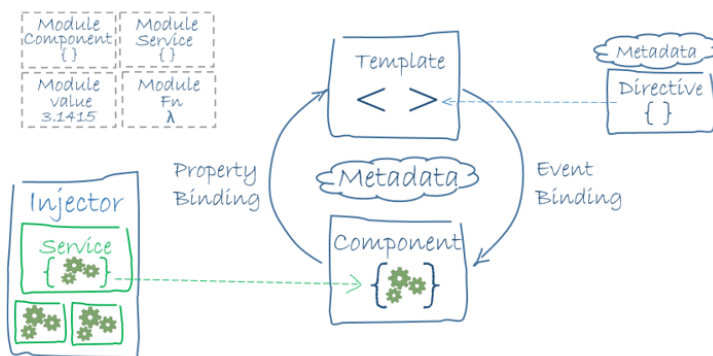 Module
Component
{ }
Module
Service
{ }
Module
value
3.1415
Module
Fn
λ
Template
< >
Metadata
Directive
{ }
Property
Binding
Metadata
Event
Binding
Injector
Service
{ }
Component
{ }